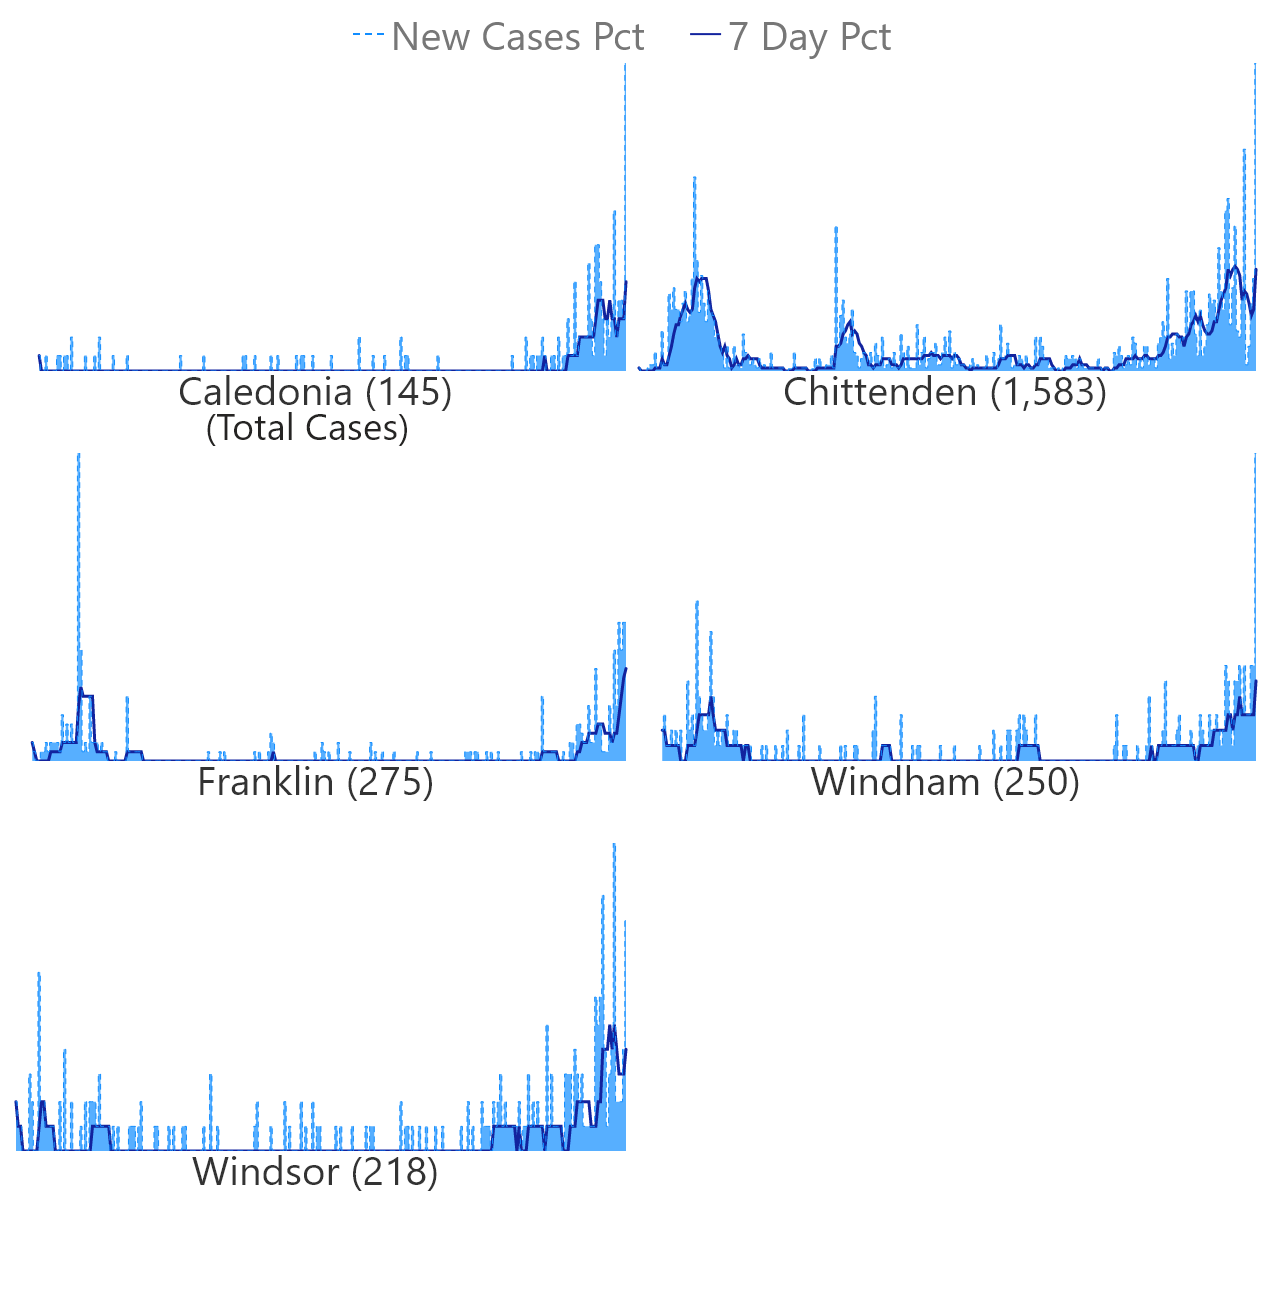 New Cases Pct 7 Day Pct
Caledonia (145) Chittenden (1,583)
(Total Cases)
Franklin (275) Windham (250)
Windsor (218)